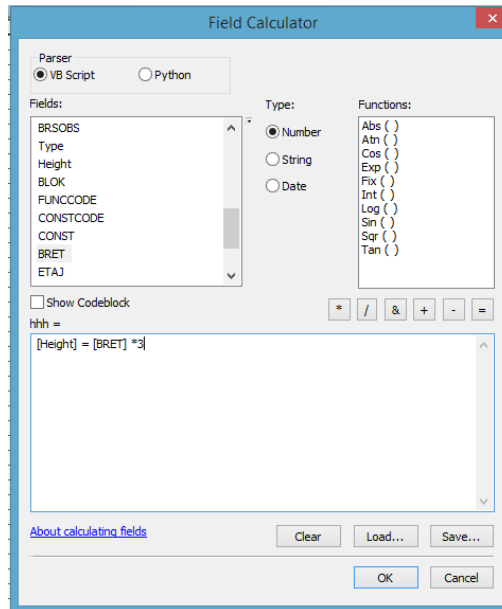 Field Calculator
Parser
VB Script Python
Fields: Type: Functions:
BRSOBS
Type
Height
BLOK
FUNCCODE
CONSTCODE
CONST
BRET
ETAJ
Number
String
Date
Abs ( )
Atn ( )
Cos ( )
Exp ( )
Fix ( )
Int ( )
Log ( )
Sin ( )
Sqr ( )
Tan ( )
Show Codeblock
* / & + - =
hhh =
[Height] = [BRET] *3
About calculating fields
Clear Load... Save...
OK Cancel